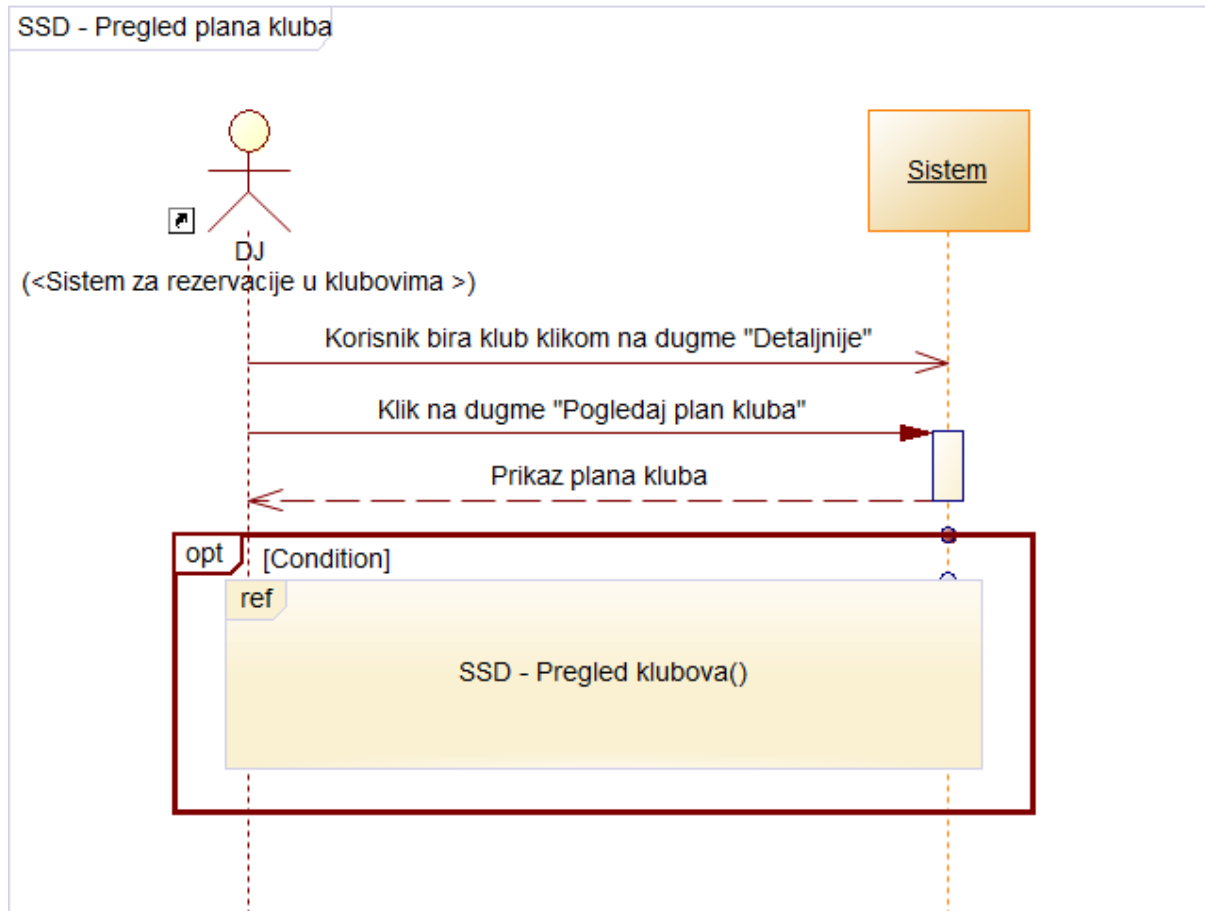 SSD - Pregled plana kluba
Sistem
DJ
(<Sistem za rezervacije u klubovima >)
Korisnik bira klub klikom na dugme "Detaljnije"
Klik na dugme "Pogledaj plan kluba"
Prikaz plana kluba
opt [Condition]
ref
SSD - Pregled klubova()